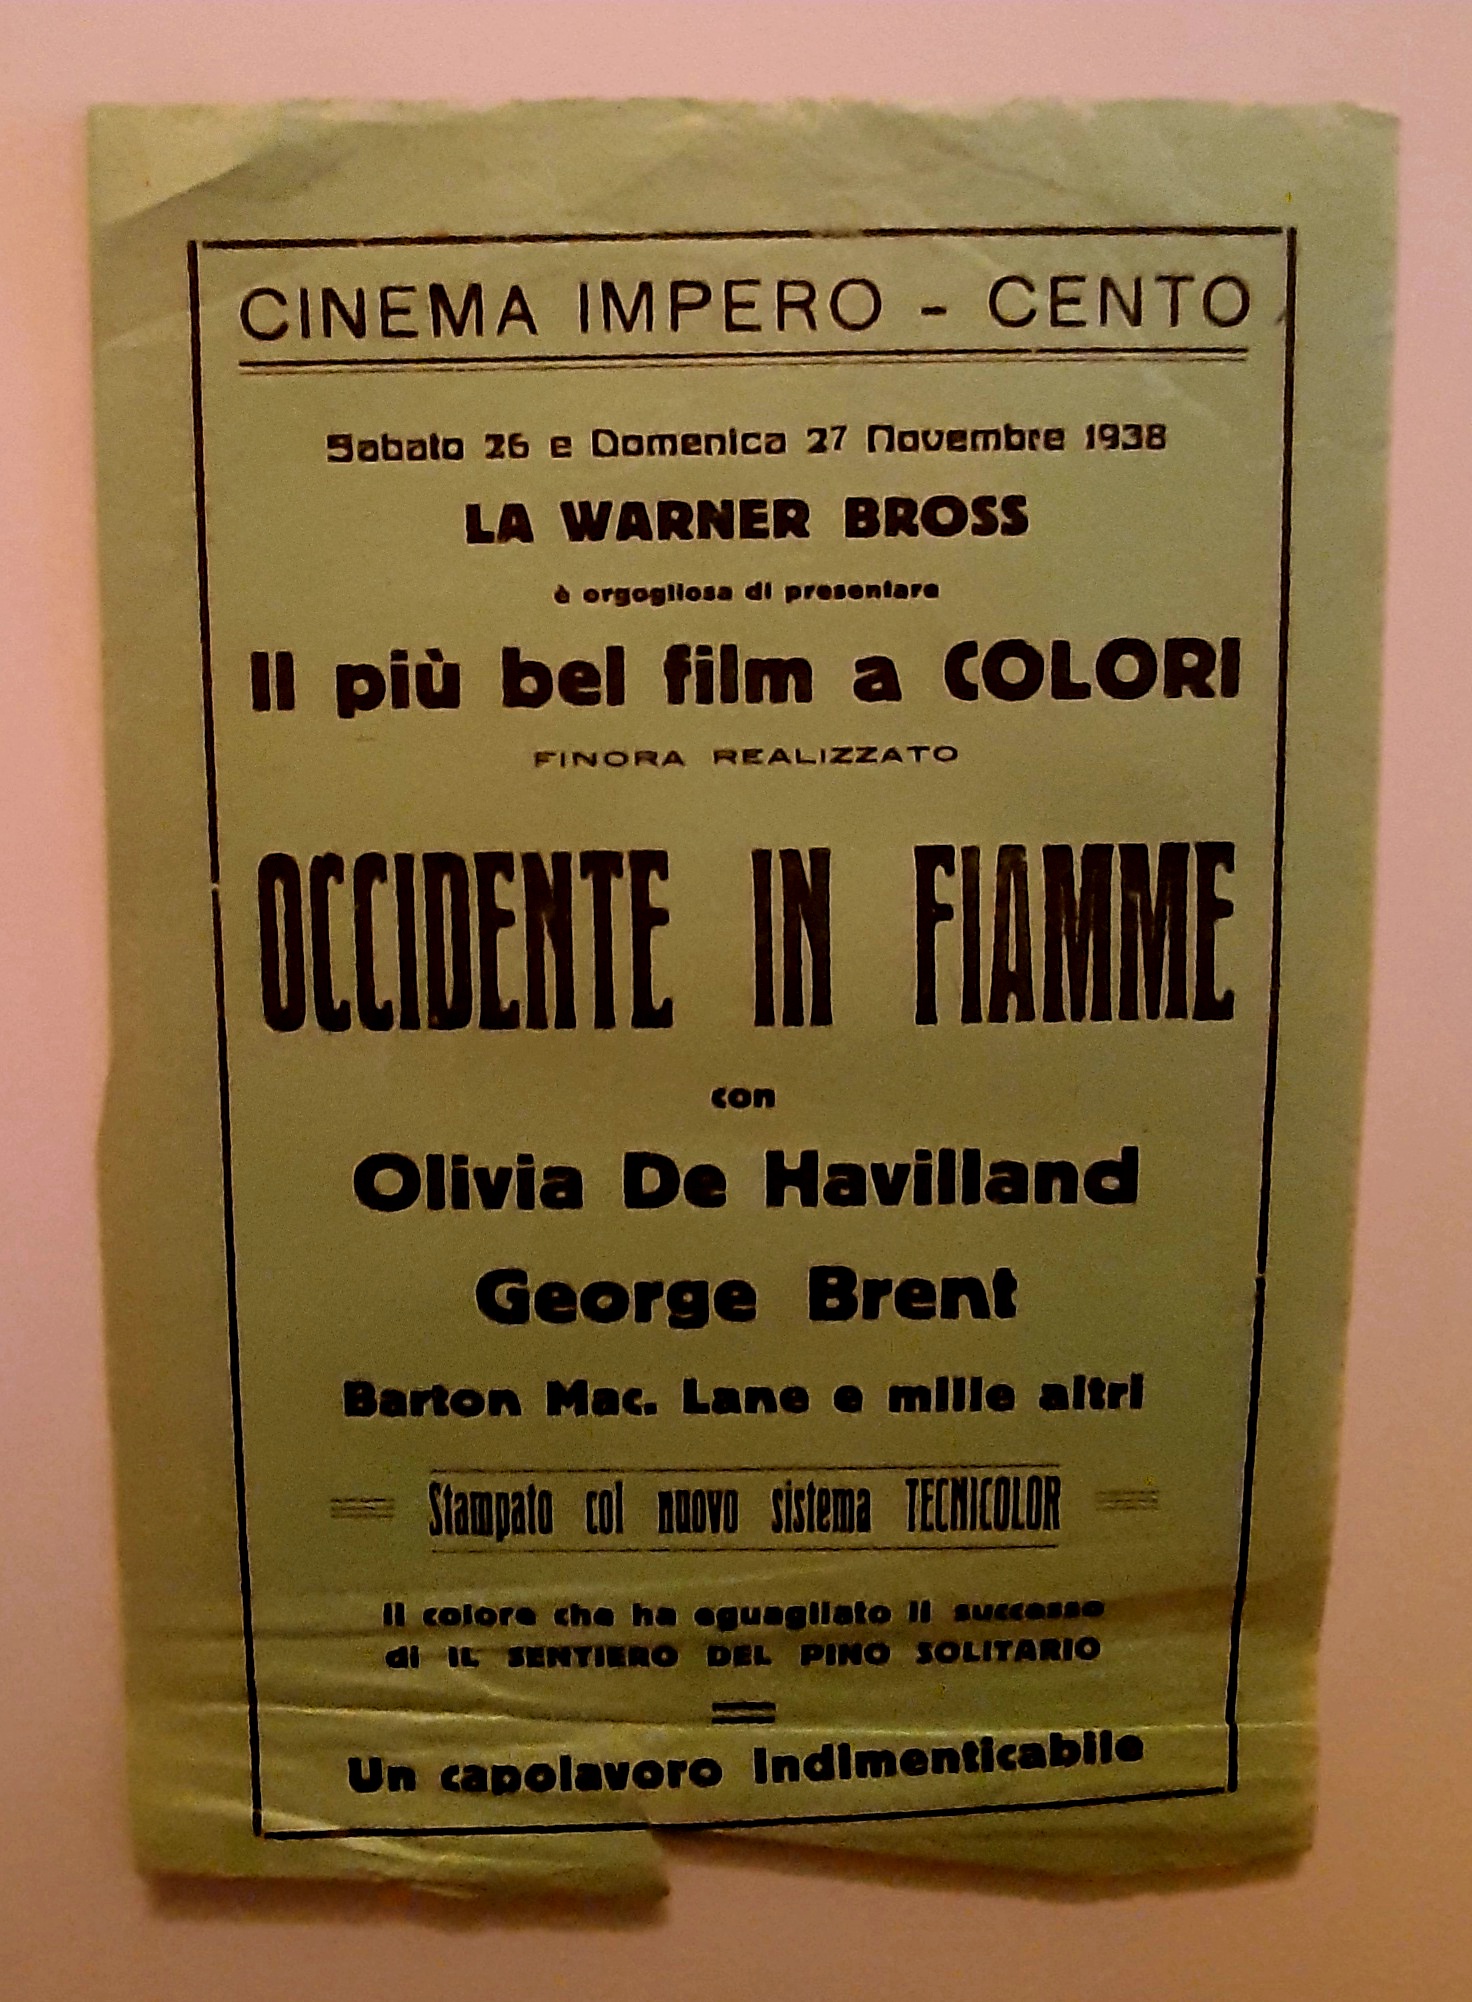 CINEMA IMPERO - CENTO
Sabato 26 e Domenica 27 Novembre 1938
LA WARNER BROSS
è orgogliosa di presentare
Il più bel film a COLORI
FINORA REALIZZATO
OCCIDENTE IN FIAMME
con
Olivia De Havilland
George Brent
Barton Mac. Lane e mille altri
Stampato col nuovo sistema TECNICOLOR
Il colore che ha eguagliato il successo
di IL SENTIERO DEL PINO SOLITARIO
Un capolavoro indimenticabile